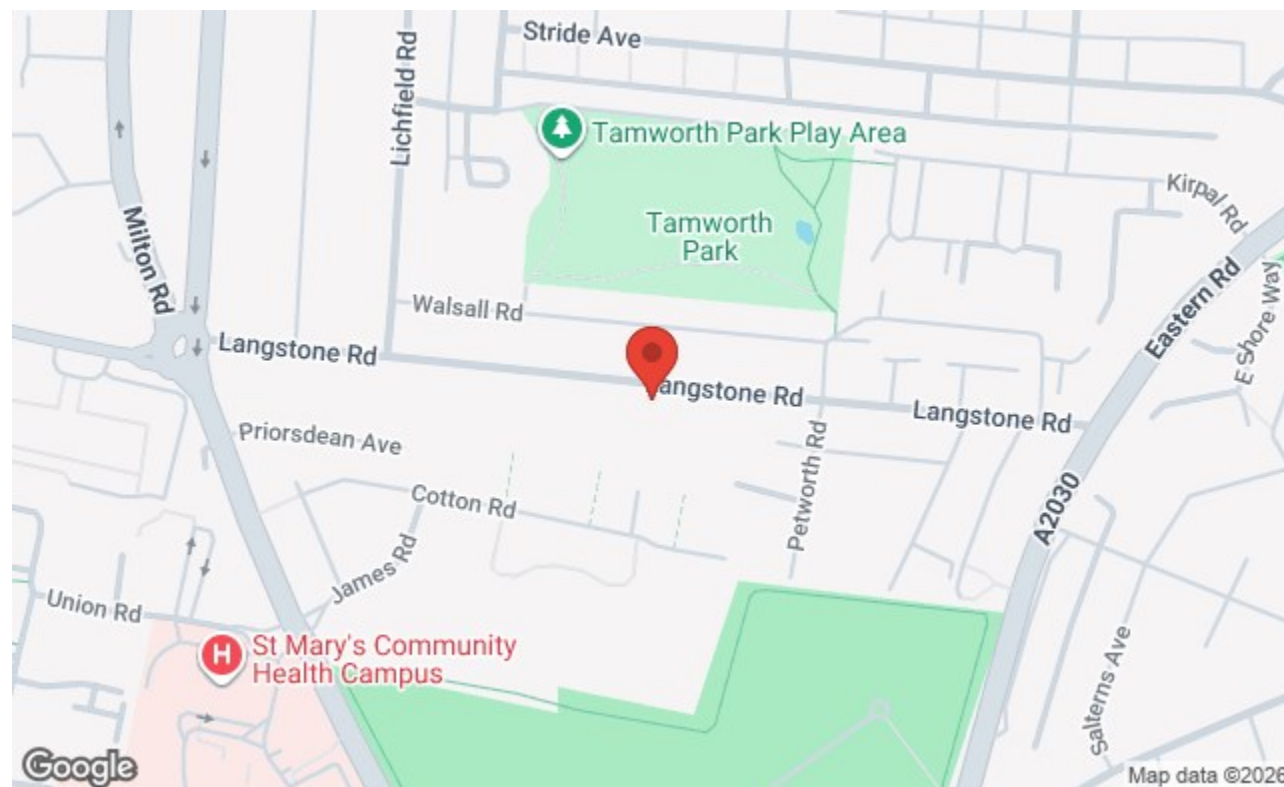 Stride Ave
Lichfield Rd
Tamworth Park Play Area
Kirpal Rd
Tamworth
Park
Milton Rd
Eastern Rd
E Shore Way
Walsall Rd
Langstone Rd
angstone Rd
Langstone Rd
Priorsdean Ave
Petworth Rd
Cotton Rd
A2030
James Rd
Union Rd
H
St Mary's Community
Health Campus
Salterns Ave
Google
Map data ©2026